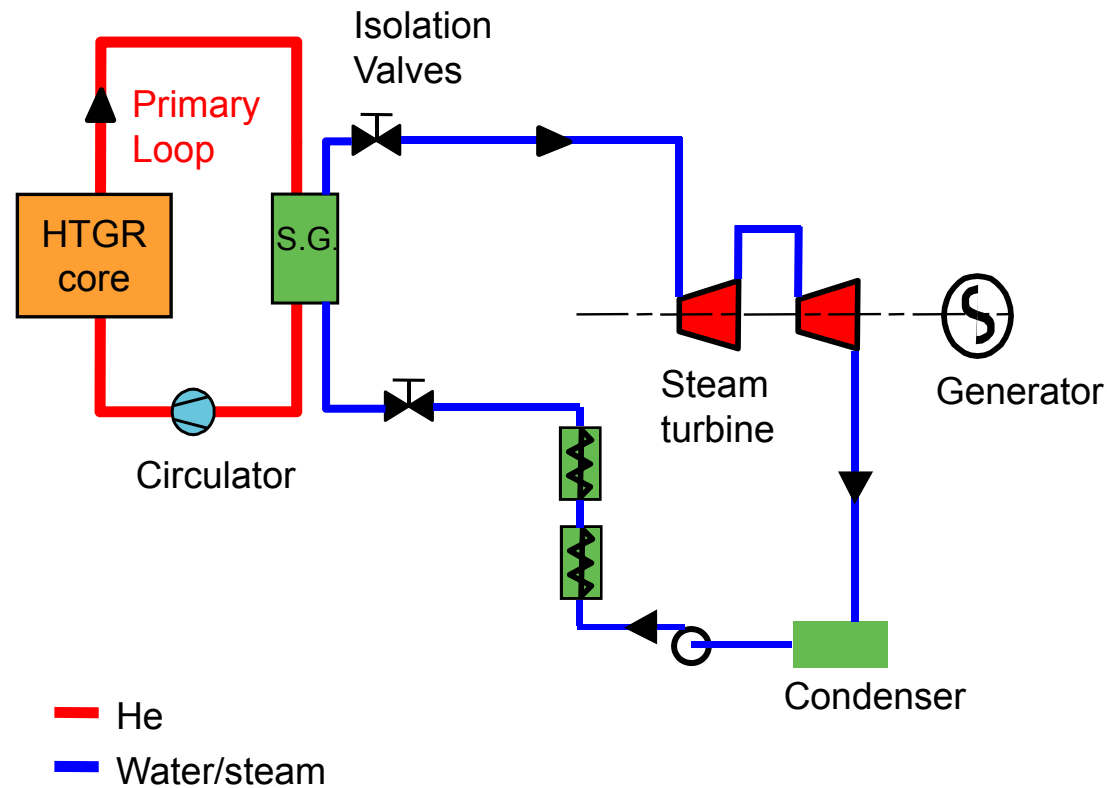 Isolation
Valves
Primary
Loop
HTGR
core
S.G.
Steam
turbine
Generator
Circulator
Condenser
He
Water/steam